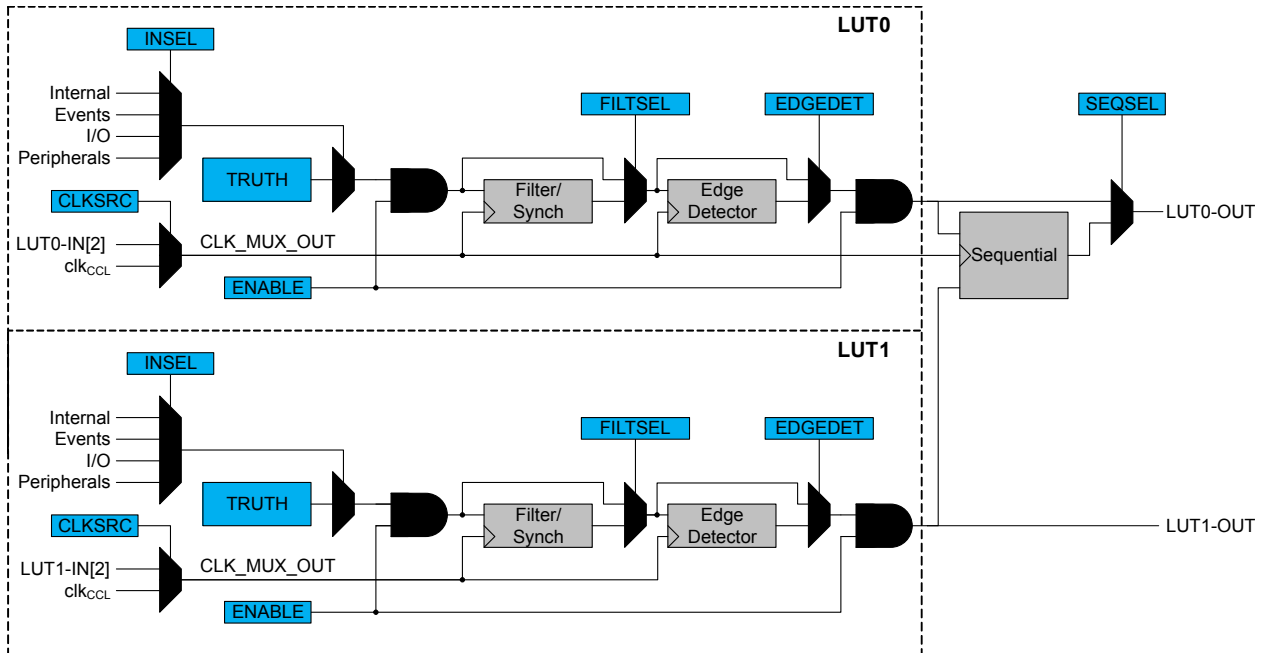 LUT0
INSEL
Internal
Events
I/O
Peripherals
FILTSEL
EDGEDET
SEQSEL
TRUTH
Filter/
Synch
Edge
Detector
CLKSRC
LUT0-IN[2]
clkCCL
CLK_MUX_OUT
ENABLE
Sequential
LUT0-OUT
LUT1
INSEL
Internal
Events
I/O
Peripherals
FILTSEL
EDGEDET
TRUTH
Filter/
Synch
Edge
Detector
CLKSRC
LUT1-IN[2]
clkCCL
CLK_MUX_OUT
ENABLE
LUT1-OUT